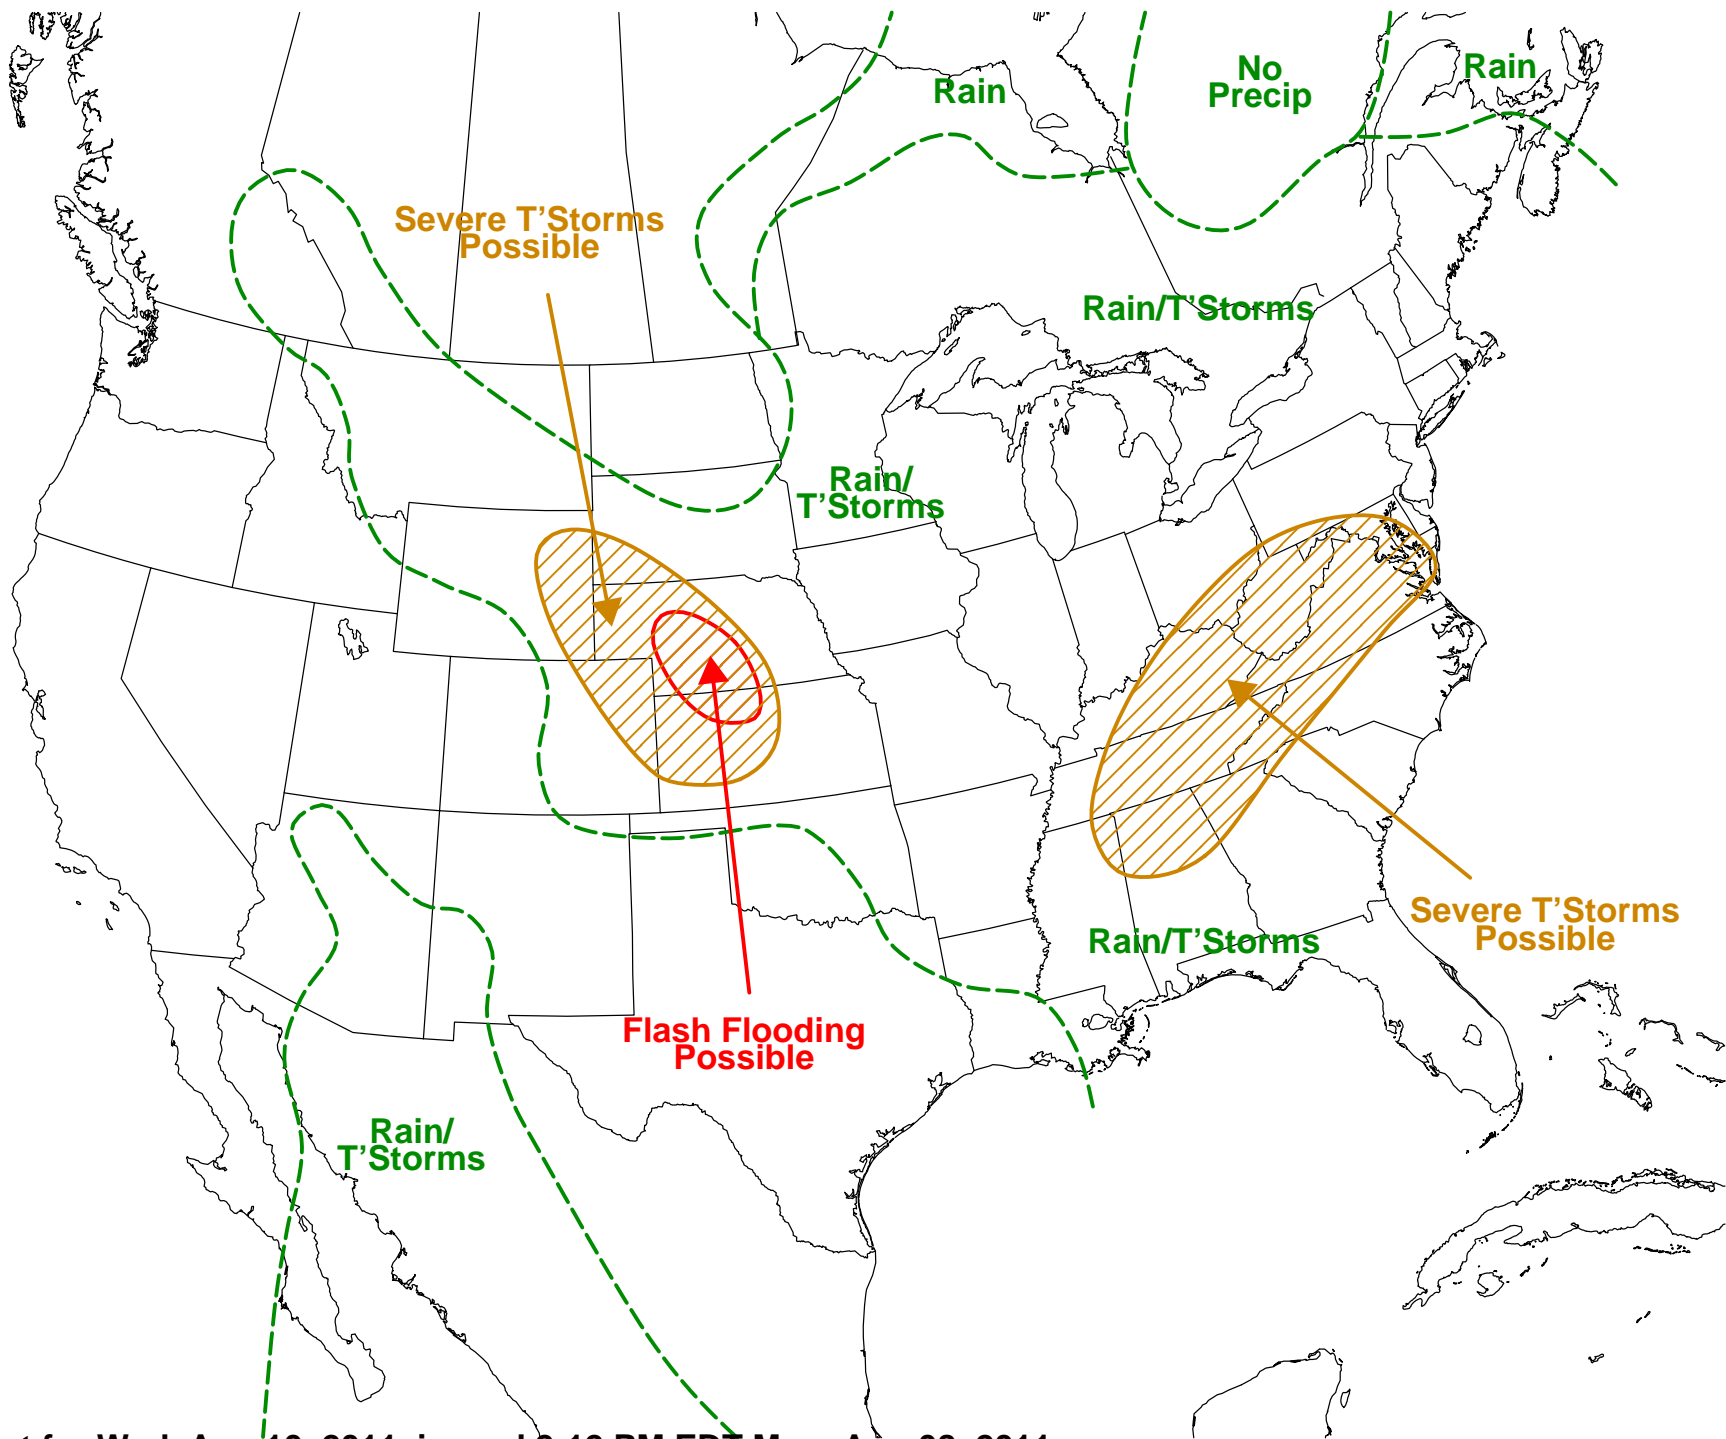 No
Precip
Rain
Rain
Severe T'Storms
Possible
Rain/T'Storms
Rain/
T'Storms
Severe T'Storms
Possible
Rain/T'Storms
Flash Flooding
Possible
Rain/
T'Storms